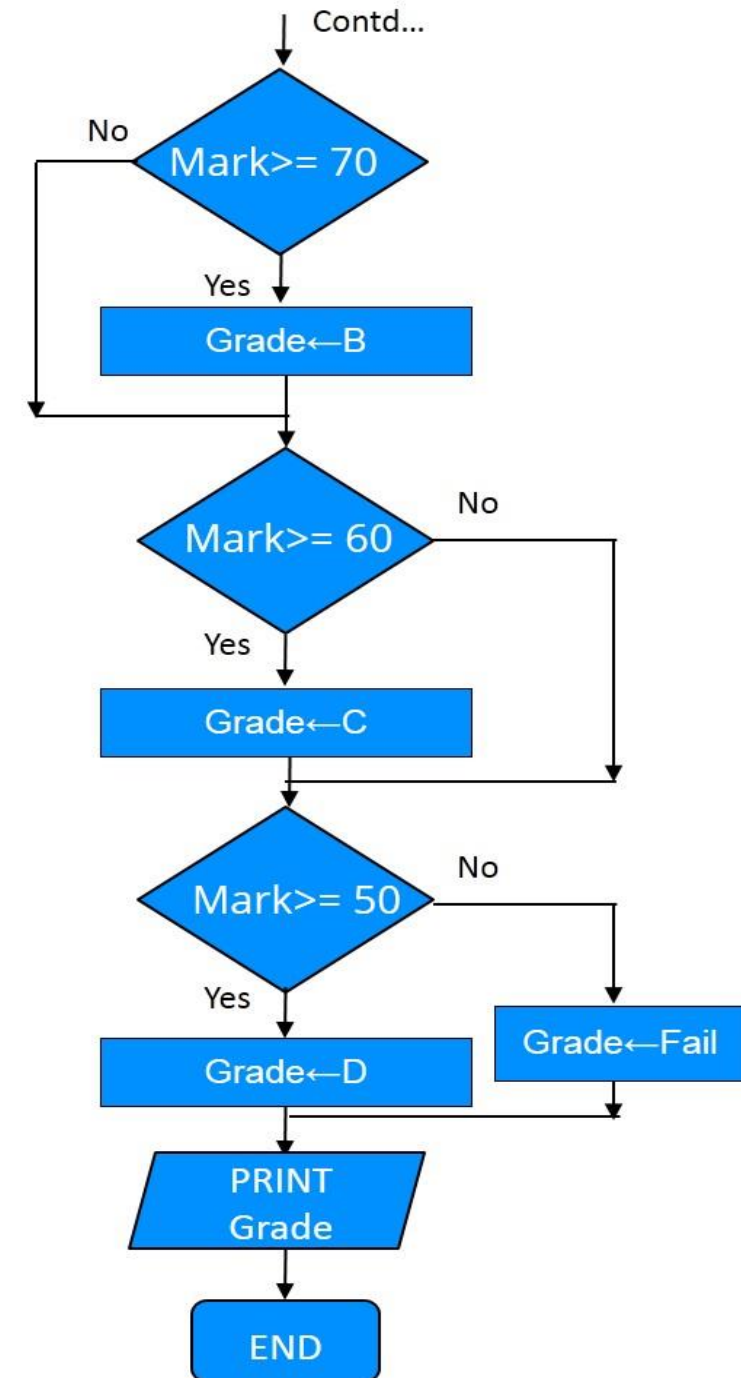 Contd...
No
Mark>= 70
Yes
Grade←B
Mark>= 60
No
Yes
Grade←C
Mark>= 50
No
Yes
Grade←D
Grade←Fail
PRINT
Grade
END